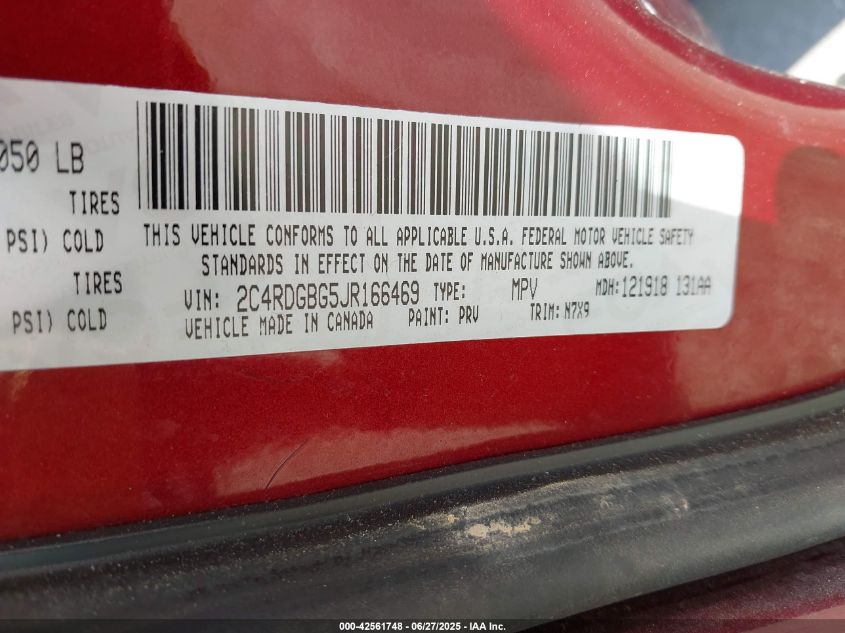 050 LB
TIRES
PSI) COLD
PSI) COLD
THIS VEHICLE CONFORMS TO ALL APPLICABLE U.S.A. FEDERAL MOTOR VEHICLE SAFETY
STANDARDS IN EFFECT ON THE DATE OF MANUFACTURE SHOWN ABOVE.
VIN: 2C4RDGBG5JR166469 TYPE: MPV MDH: 121918 131AA
VEHICLE MADE IN CANADA PAINT: PRV TRIM: N7X9
TIRES
000-42561748 - 06/27/2025 - IAA Inc.